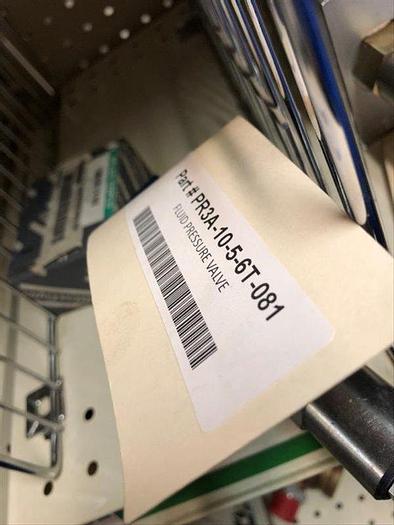 Part # PR3A-10-5-6T-081
FLUID PRESSURE VALVE